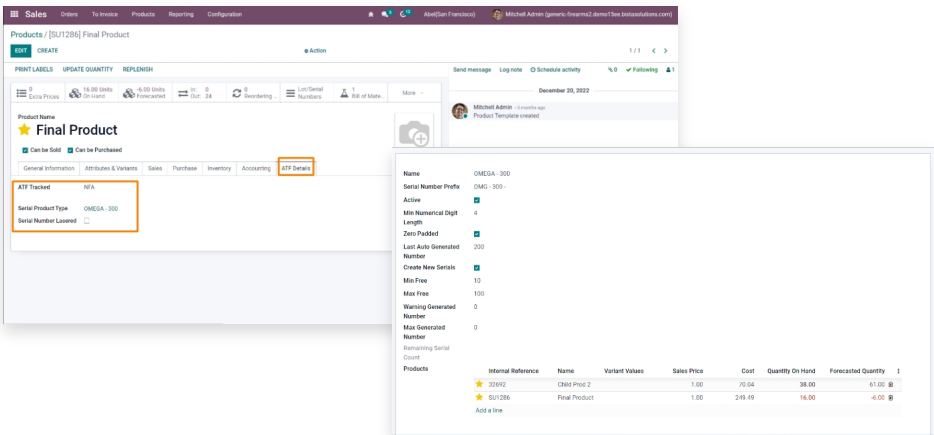 Sales Orders To Invoice Products Reporting Configuration Abel(San Francisco) Mitchell Admin (generic-firearms2.demo15ee.bistasolutions.com)
Products / [SU1286] Final Product
EDIT CREATE Action 1 / 1
PRINT LABELS UPDATE QUANTITY REPLENISH Send message Log note Schedule activity 0 Following 1
0 Extra Prices
16.00 Units On Hand
-6.00 Units Forecasted
In: 0
Out: 24
0 Reordering ...
Lot/Serial Numbers
1 Bill of Mate...
More
December 20, 2022
Mitchell Admin - 3 months ago
Product Template created
Product Name
Final Product
Can be Sold Can be Purchased
General Information Attributes & Variants Sales Purchase Inventory Accounting ATF Details
ATF Tracked NFA
Serial Product Type OMEGA - 300
Serial Number Lasered
Name OMEGA - 300
Serial Number Prefix OMG - 300 -
Active
Min Numerical Digit Length 4
Zero Padded
Last Auto Generated Number 200
Create New Serials
Min Free 10
Max Free 100
Warning Generated Number 0
Max Generated Number 0
Remaining Serial Count
Products
Internal Reference Name Variant Values Sales Price Cost Quantity On Hand Forecasted Quantity
32692 Child Prod 2 1.00 70.04 38.00 61.00
SU1286 Final Product 1.00 249.49 16.00 -6.00
Add a line